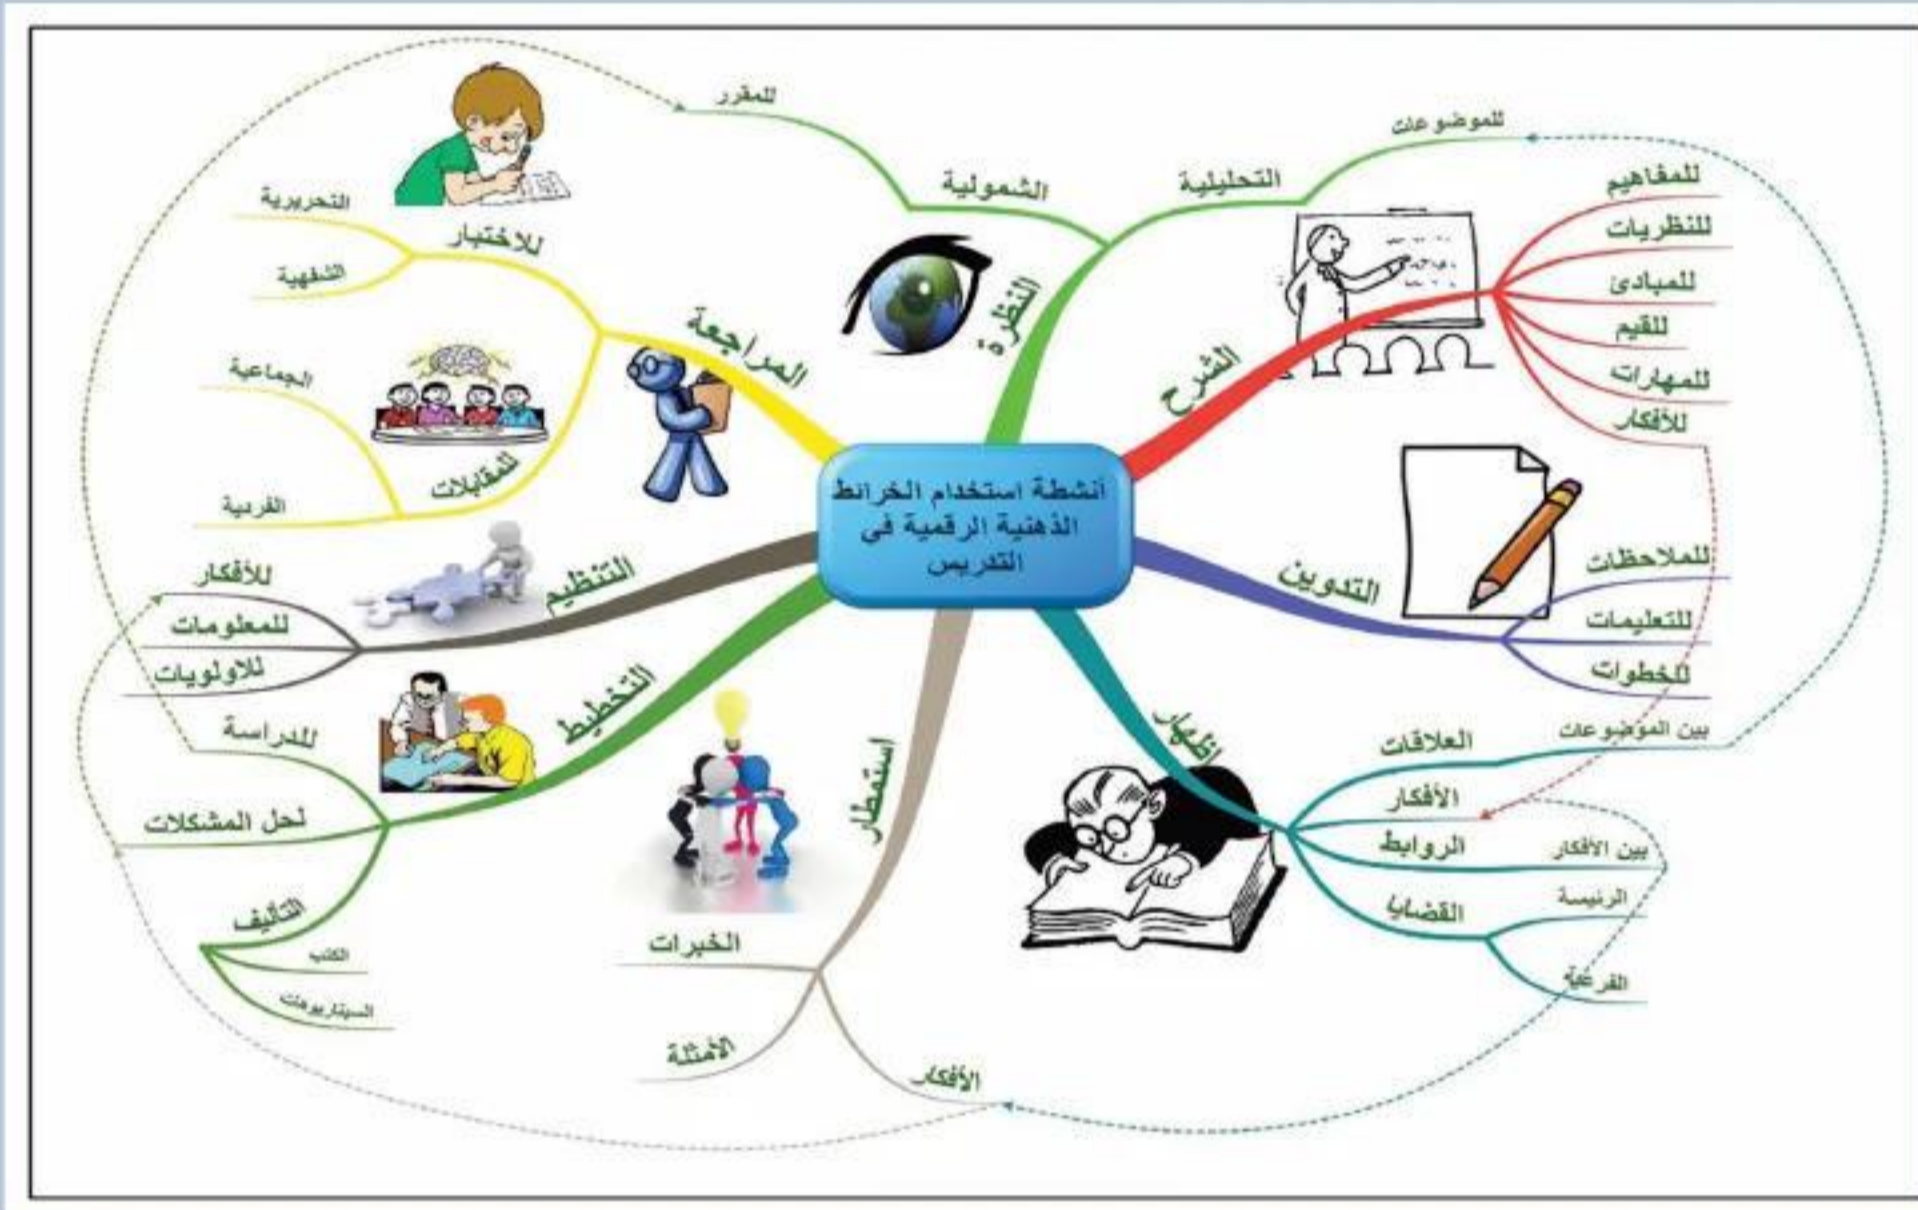 أنشطة استخدام الخرائط
الذهنية الرقمية في
التدريس
النظرة
التحليلية
للموضوعات
الشمولية
للمقرر
الشرح
للمفاهيم
للنظريات
للمبادئ
للقيم
للمهارات
للأفكار
التدوين
للملاحظات
للتعليمات
للخطوات
اظهار
العلاقات
بين الموضوعات
الأفكار
الروابط
بين الأفكار
القضايا
الرئيسة
الفرعية
استمطار
الخبرات
الأمثلة
الأفكار
التخطيط
للدراسة
لحل المشكلات
التأليف
الكتب
السيناريوهات
التنظيم
للأفكار
للمعلومات
للاولويات
المراجعة
للاختبار
التحريرية
الشفهية
للمقابلات
الجماعية
الفردية